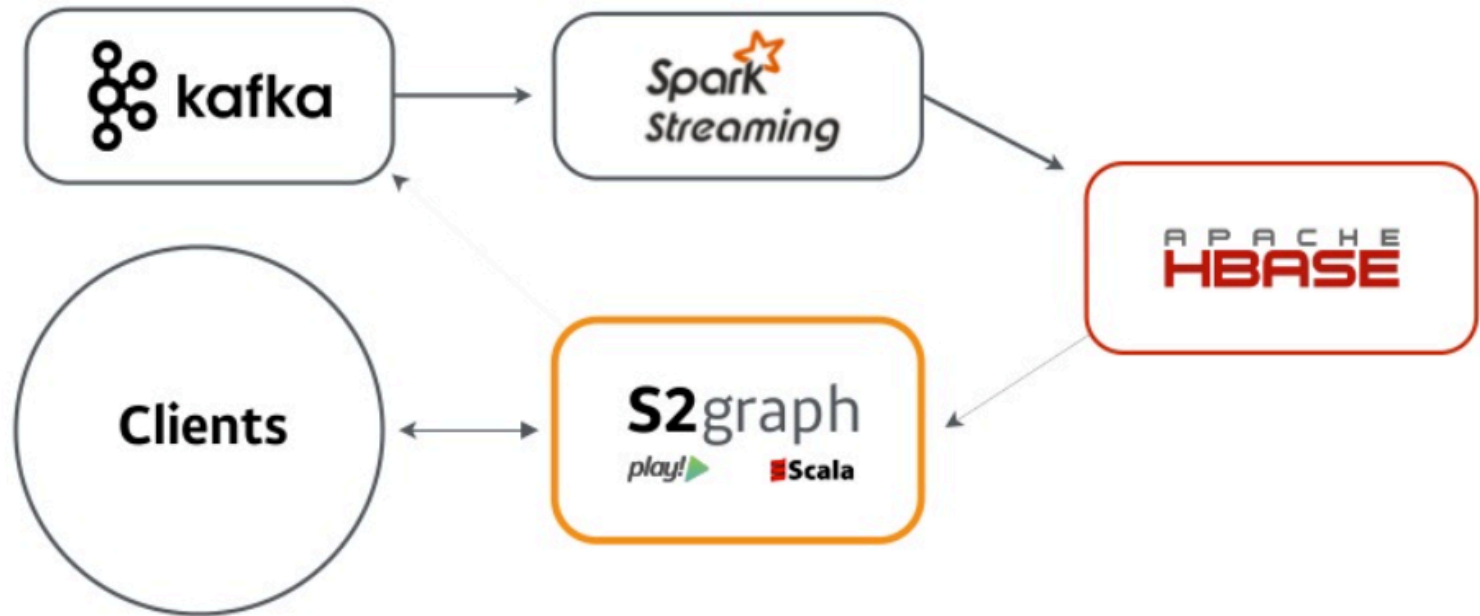 kafka
Spark
Streaming
APACHE
HBASE
Clients
S2graph
play!
Scala